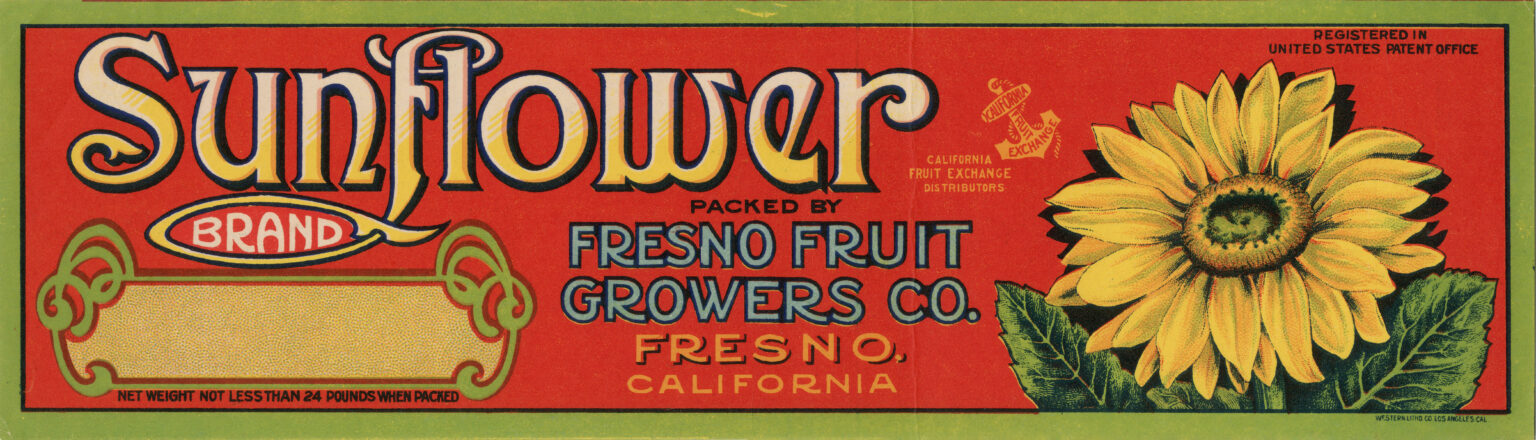 Sunflower
BRAND
NET WEIGHT NOT LESS THAN 24 POUNDS WHEN PACKED
PACKED BY
FRESNO FRUIT
GROWERS CO.
FRESNO,
CALIFORNIA
CALIFORNIA
FRUIT
EXCHANGE
CALIFORNIA
FRUIT EXCHANGE
DISTRIBUTORS
REGISTERED IN
UNITED STATES PATENT OFFICE
WESTERN LITHO. CO. LOS ANGELES. CAL.